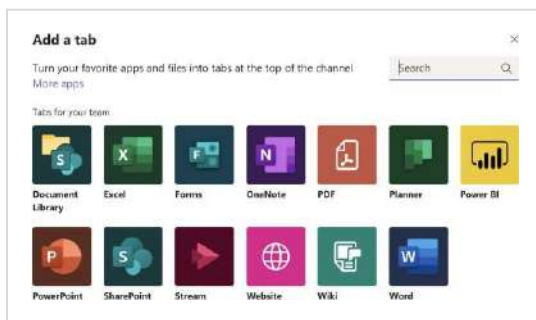 Add a tab
Turn your favorite apps and files into tabs at the top of the channel
More apps
Search
Tabs for your team
S
X
F
N
Document
Library
Excel
Forms
OneNote
PDF
Planner
Power BI
P
S
W
PowerPoint
SharePoint
Stream
Website
Wiki
Word